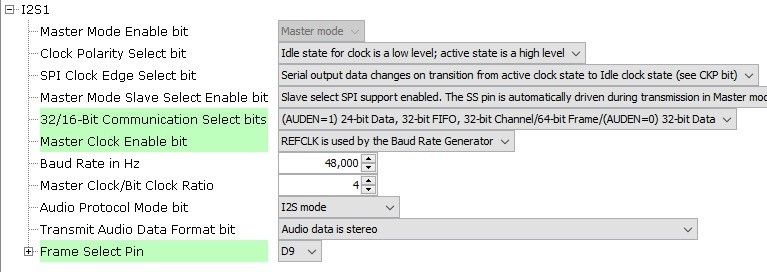 I2S1
Master Mode Enable bit Master mode
Clock Polarity Select bit Idle state for clock is a low level; active state is a high level
SPI Clock Edge Select bit Serial output data changes on transition from active clock state to Idle clock state (see CKP bit)
Master Mode Slave Select Enable bit Slave select SPI support enabled. The SS pin is automatically driven during transmission in Master
32/16-Bit Communication Select bits (AUDEN=1) 24-bit Data, 32-bit FIFO, 32-bit Channel/64-bit Frame/(AUDEN=0) 32-bit Data
Master Clock Enable bit REFCLK is used by the Baud Rate Generator
Baud Rate in Hz 48,000
Master Clock/Bit Clock Ratio 4
Audio Protocol Mode bit I2S mode
Transmit Audio Data Format bit Audio data is stereo
Frame Select Pin D9